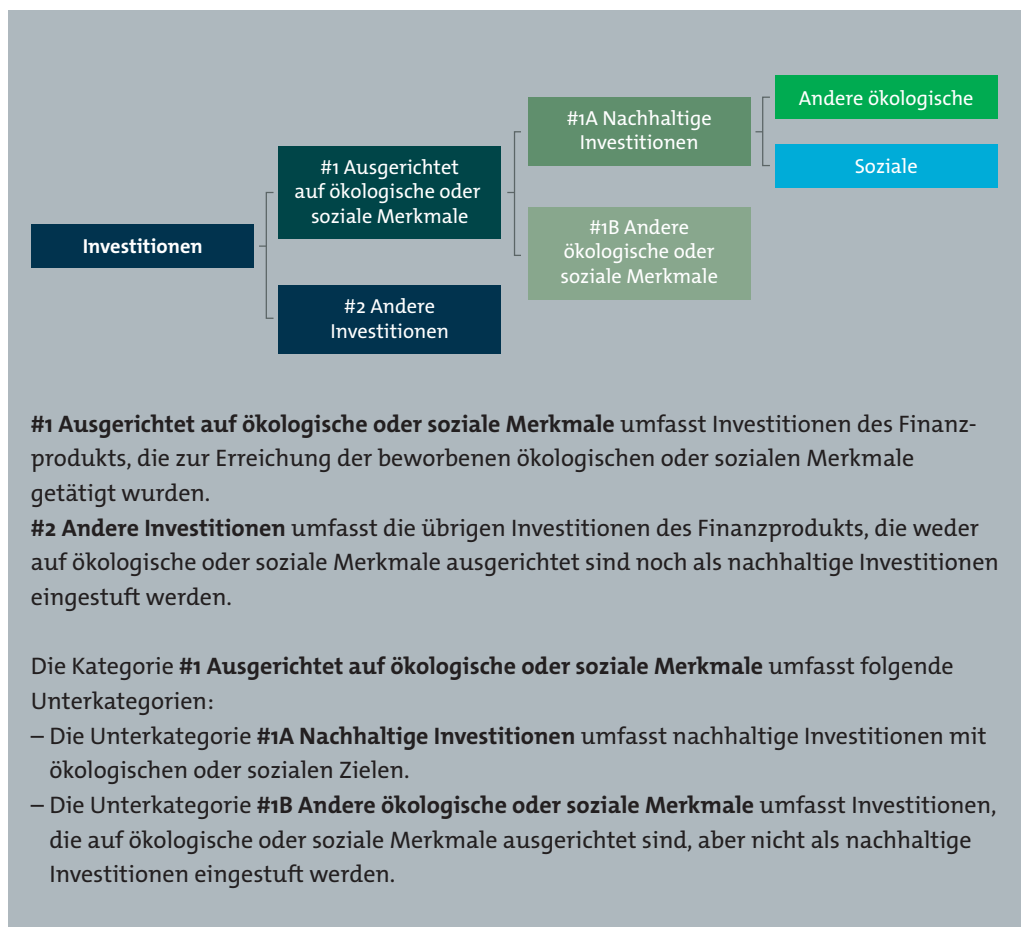 Andere ökologische
#1A Nachhaltige
Investitionen
Soziale
#1 Ausgerichtet
auf ökologische oder
soziale Merkmale
#1B Andere
ökologische oder
soziale Merkmale
Investitionen
#2 Andere
Investitionen
#1 Ausgerichtet auf ökologische oder soziale Merkmale umfasst Investitionen des Finanz-
produkts, die zur Erreichung der beworbenen ökologischen oder sozialen Merkmale
getätigt wurden.
#2 Andere Investitionen umfasst die übrigen Investitionen des Finanzprodukts, die weder
auf ökologische oder soziale Merkmale ausgerichtet sind noch als nachhaltige Investitionen
eingestuft werden.
Die Kategorie #1 Ausgerichtet auf ökologische oder soziale Merkmale umfasst folgende
Unterkategorien:
– Die Unterkategorie #1A Nachhaltige Investitionen umfasst nachhaltige Investitionen mit
ökologischen oder sozialen Zielen.
– Die Unterkategorie #1B Andere ökologische oder soziale Merkmale umfasst Investitionen,
die auf ökologische oder soziale Merkmale ausgerichtet sind, aber nicht als nachhaltige
Investitionen eingestuft werden.